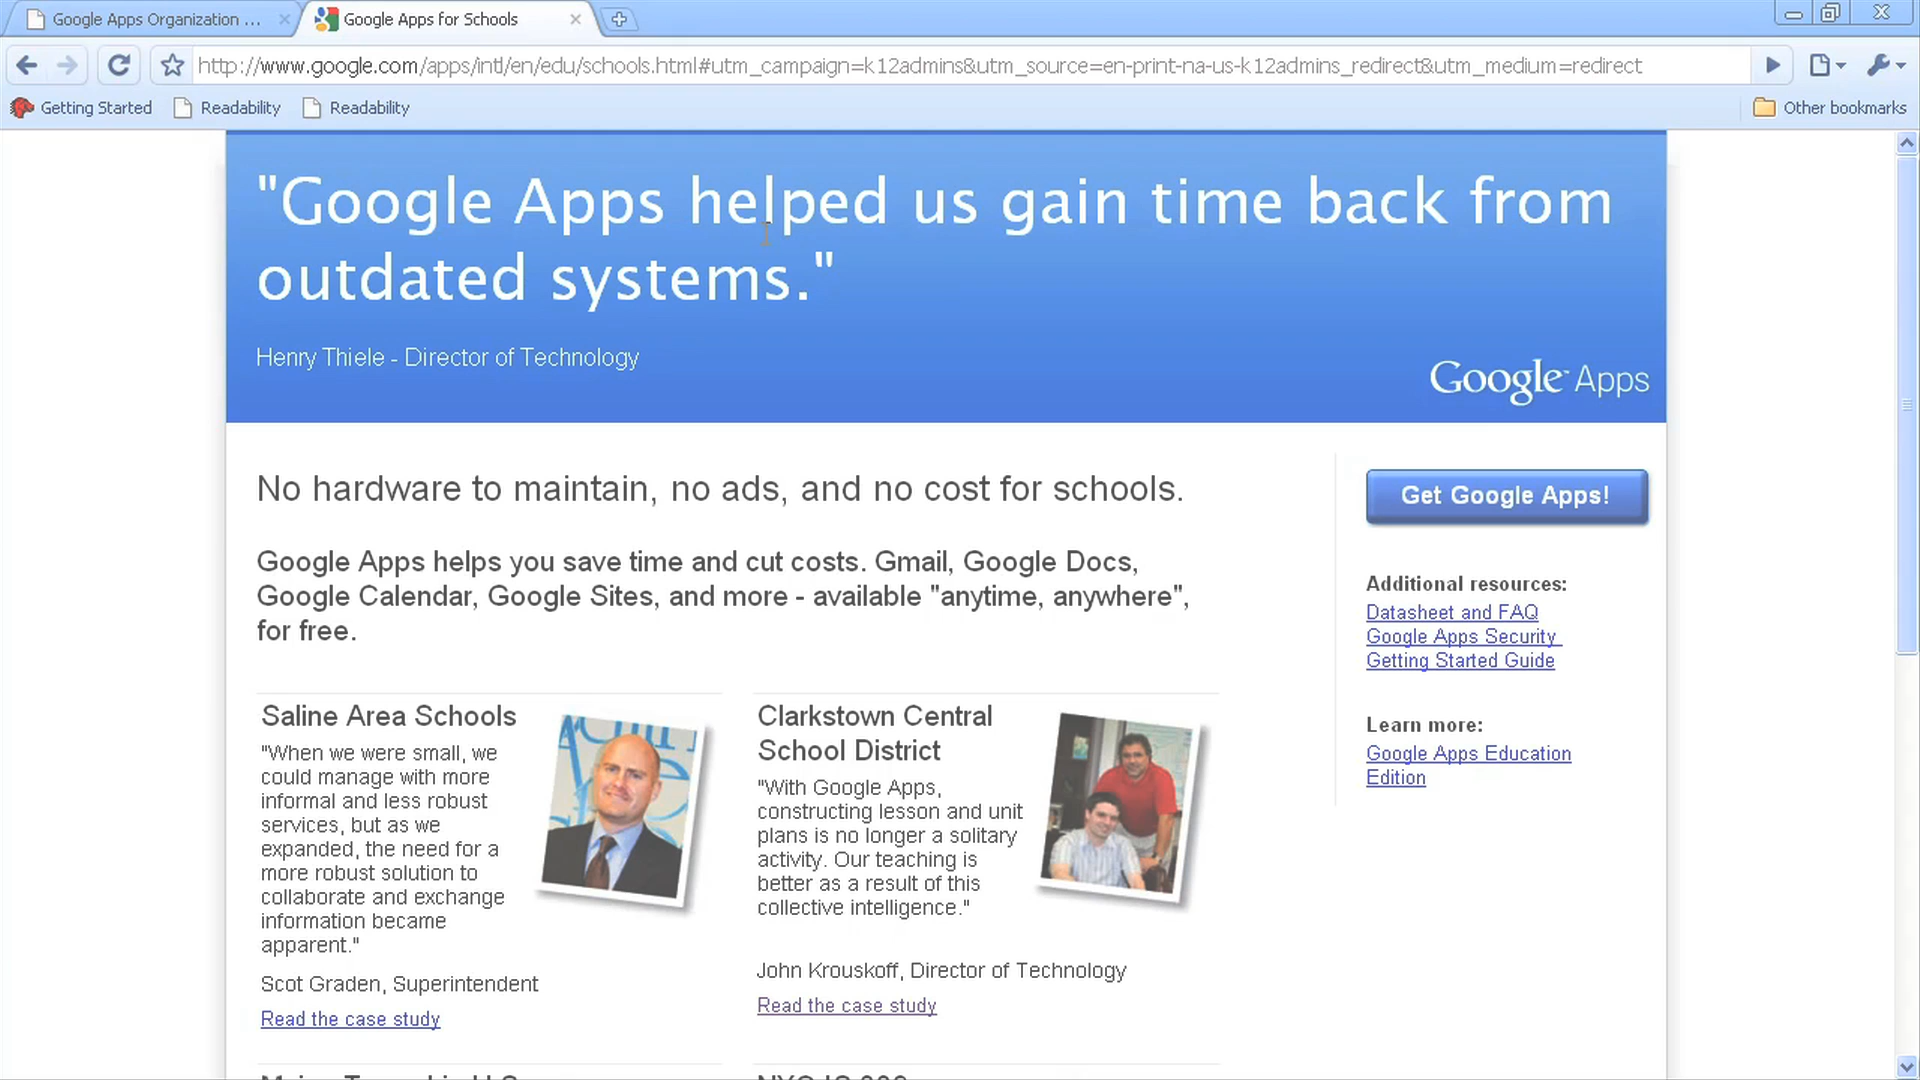 Google Apps Organization ...
Google Apps for Schools
http://www.google.com/apps/intl/en/edu/schools.html#utm_campaign=k12admins&utm_source=en-print-na-us-k12admins_redirect&utm_medium=redirect
Getting Started
Readability
Readability
Other bookmarks
"Google Apps helped us gain time back from
outdated systems."
Henry Thiele - Director of Technology
Google™ Apps
No hardware to maintain, no ads, and no cost for schools.
Google Apps helps you save time and cut costs. Gmail, Google Docs,
Google Calendar, Google Sites, and more - available "anytime, anywhere",
for free.
Saline Area Schools
"When we were small, we
could manage with more
informal and less robust
services, but as we
expanded, the need for a
more robust solution to
collaborate and exchange
information became
apparent."
Scot Graden, Superintendent
Read the case study
Clarkstown Central
School District
"With Google Apps,
constructing lesson and unit
plans is no longer a solitary
activity. Our teaching is
better as a result of this
collective intelligence."
John Krouskoff, Director of Technology
Read the case study
Get Google Apps!
Additional resources:
Datasheet and FAQ
Google Apps Security
Getting Started Guide
Learn more:
Google Apps Education
Edition